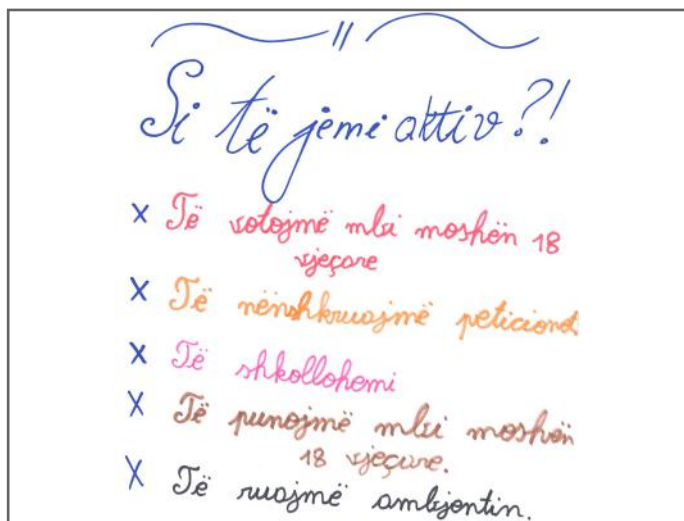 Si të jemi aktiv?!
x Të votojmë mbi moshën 18
vjeçare
x Të nënshkruajmë peticionet
x Të shkollohemi
x Të punojmë mbi moshën
18 vjeçare.
x Të ruajmë ambjentin.